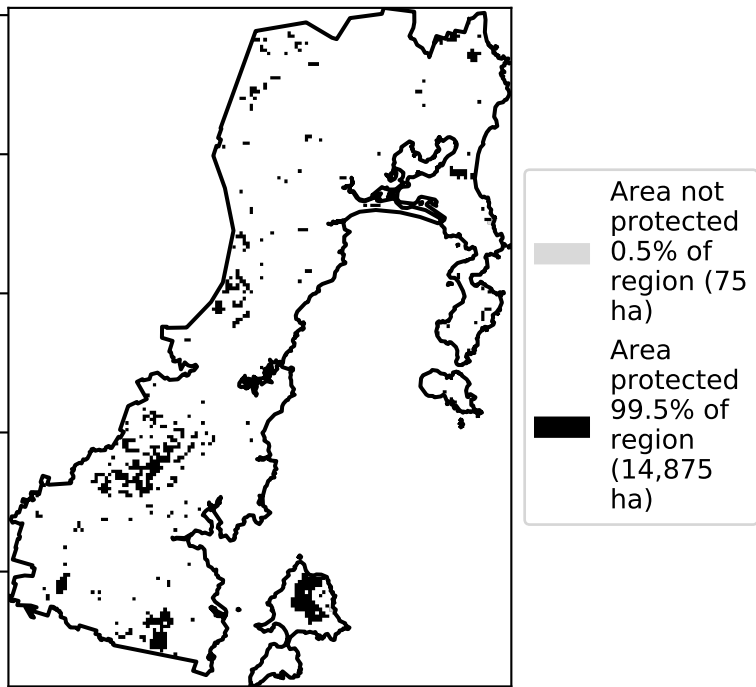 Area not
protected
0.5% of
region (75
ha)
Area
protected
99.5% of
region
(14,875
ha)